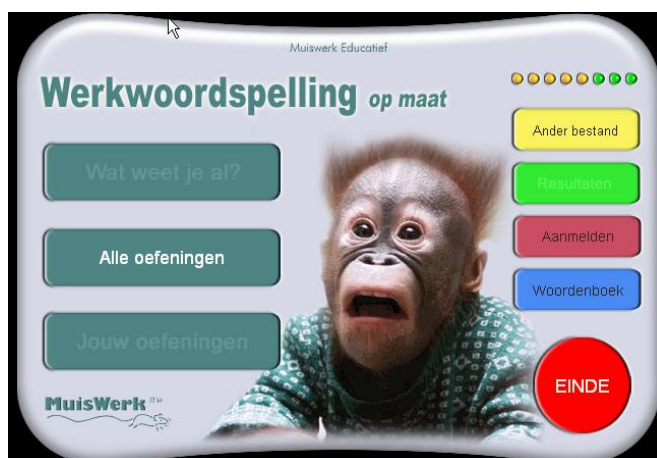 Muiswerk Educatief
Werkwoordspelling op maat
Ander bestand
Wat weet je al?
Resultaten
Aanmelden
Alle oefeningen
Woordenboek
Jouw oefeningen
EINDE
MuisWerk